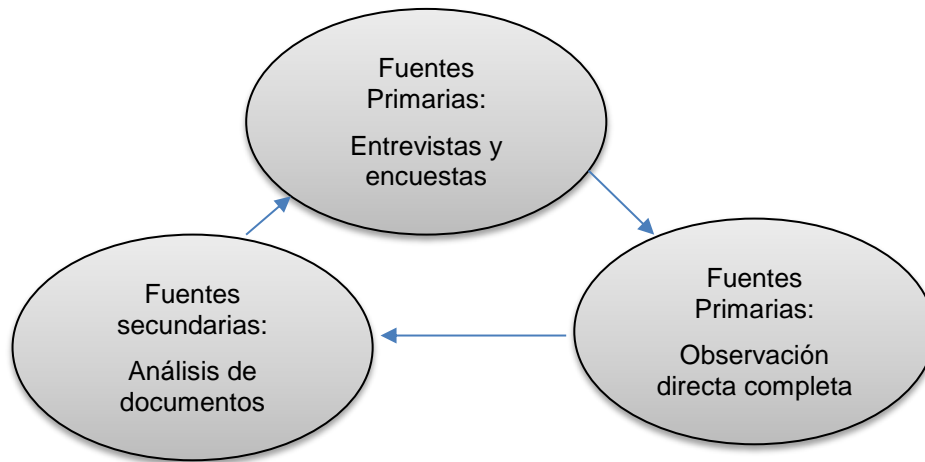 Fuentes
Primarias:
Entrevistas y
encuestas
Fuentes
secundarias:
Análisis de
documentos
Fuentes
Primarias:
Observación
directa completa